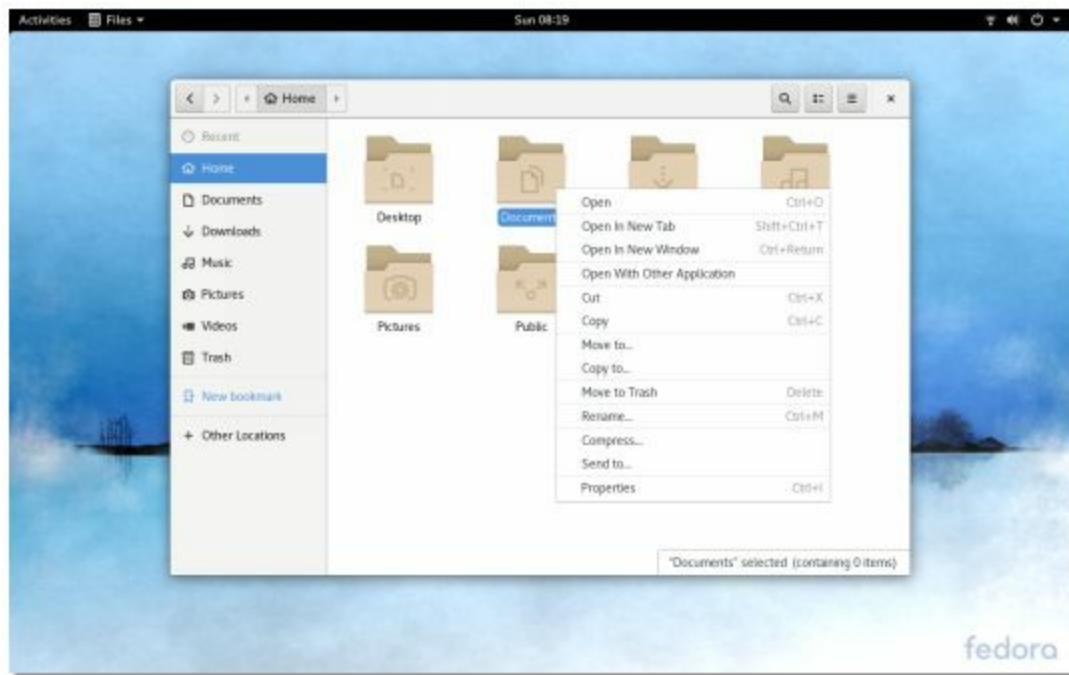 Activities Files Sun 08:19
Home
Recent
Home
Documents
Downloads
Music
Pictures
Videos
Trash
New bookmark
+ Other Locations
Desktop
Pictures Public
Open Ctrl+O
Open In New Tab Shift+Ctrl+T
Open In New Window Ctrl+Return
Open With Other Application
Cut Ctrl+X
Copy Ctrl+C
Move to...
Copy to...
Move to Trash Delete
Rename... Ctrl+M
Compress...
Send to...
Properties Ctrl+I
"Documents" selected (containing 0 items)
fedora